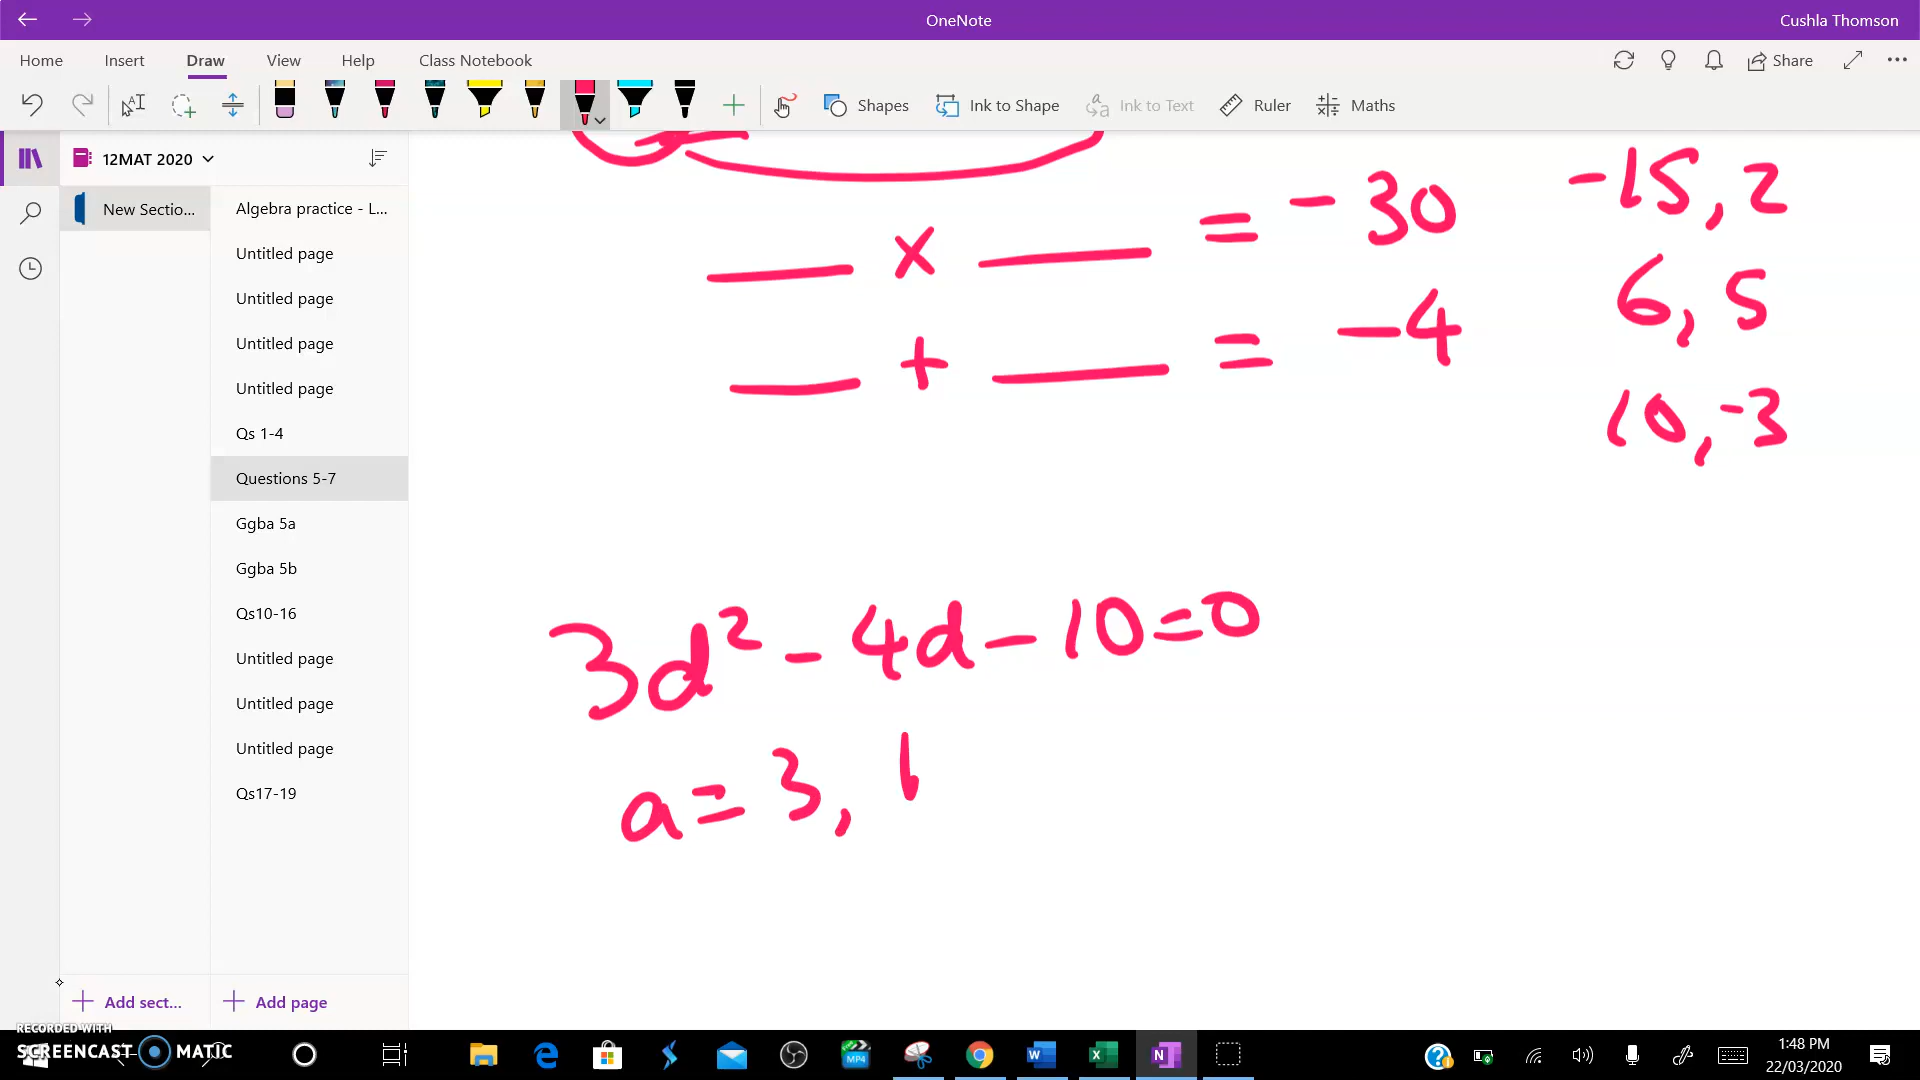 OneNote
Cushla Thomson
Home Insert Draw View Help Class Notebook
Share
Shapes Ink to Shape Ink to Text Ruler Maths
12MAT 2020
New Sectio...
Algebra practice - L...
Untitled page
Untitled page
Untitled page
Untitled page
Qs 1-4
Questions 5-7
Ggba 5a
Ggba 5b
Qs10-16
Untitled page
Untitled page
Untitled page
Qs17-19
Add sect...
Add page
___ × ___ = -30
___ + ___ = -4
-15, 2
6, 5
10, -3
3d² - 4d - 10 = 0
a = 3, b
RECORDED WITH
SCREENCAST MATIC
1:48 PM
22/03/2020